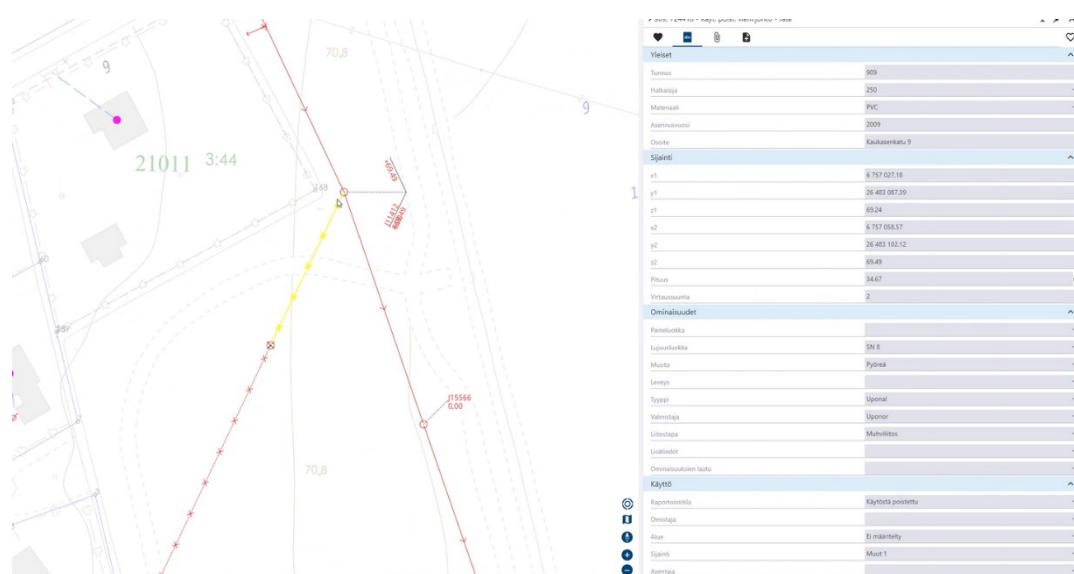 Yleiset
Tunnus 909
Halkaisija 250
Materiaali PVC
Asennusvuosi 2009
Osoite Kaukasenkatu 9
Sijainti
x1 6 757 027.18
y1 26 483 087.39
z1 69.24
x2 6 757 058.57
y2 26 483 102.12
z2 69.49
Pituus 34.67
Virtaussuunta 2
Ominaisuudet
Paineluokka
Lujuusluokka SN 8
Muoto Pyöreä
Leveys
Tyyppi Uponal
Valmistaja Uponor
Liitostapa Muhviliitos
Lisätiedot
Ominaisuuksien laatu
Käyttö
Raportointitila Käytöstä poistettu
Omistaja
Alue Ei määritelty
Sijainti Muut 1
Asentaja
70,8
9
9
21011 3:44
+69.49
J11412
1
J15566
0,00
70,8